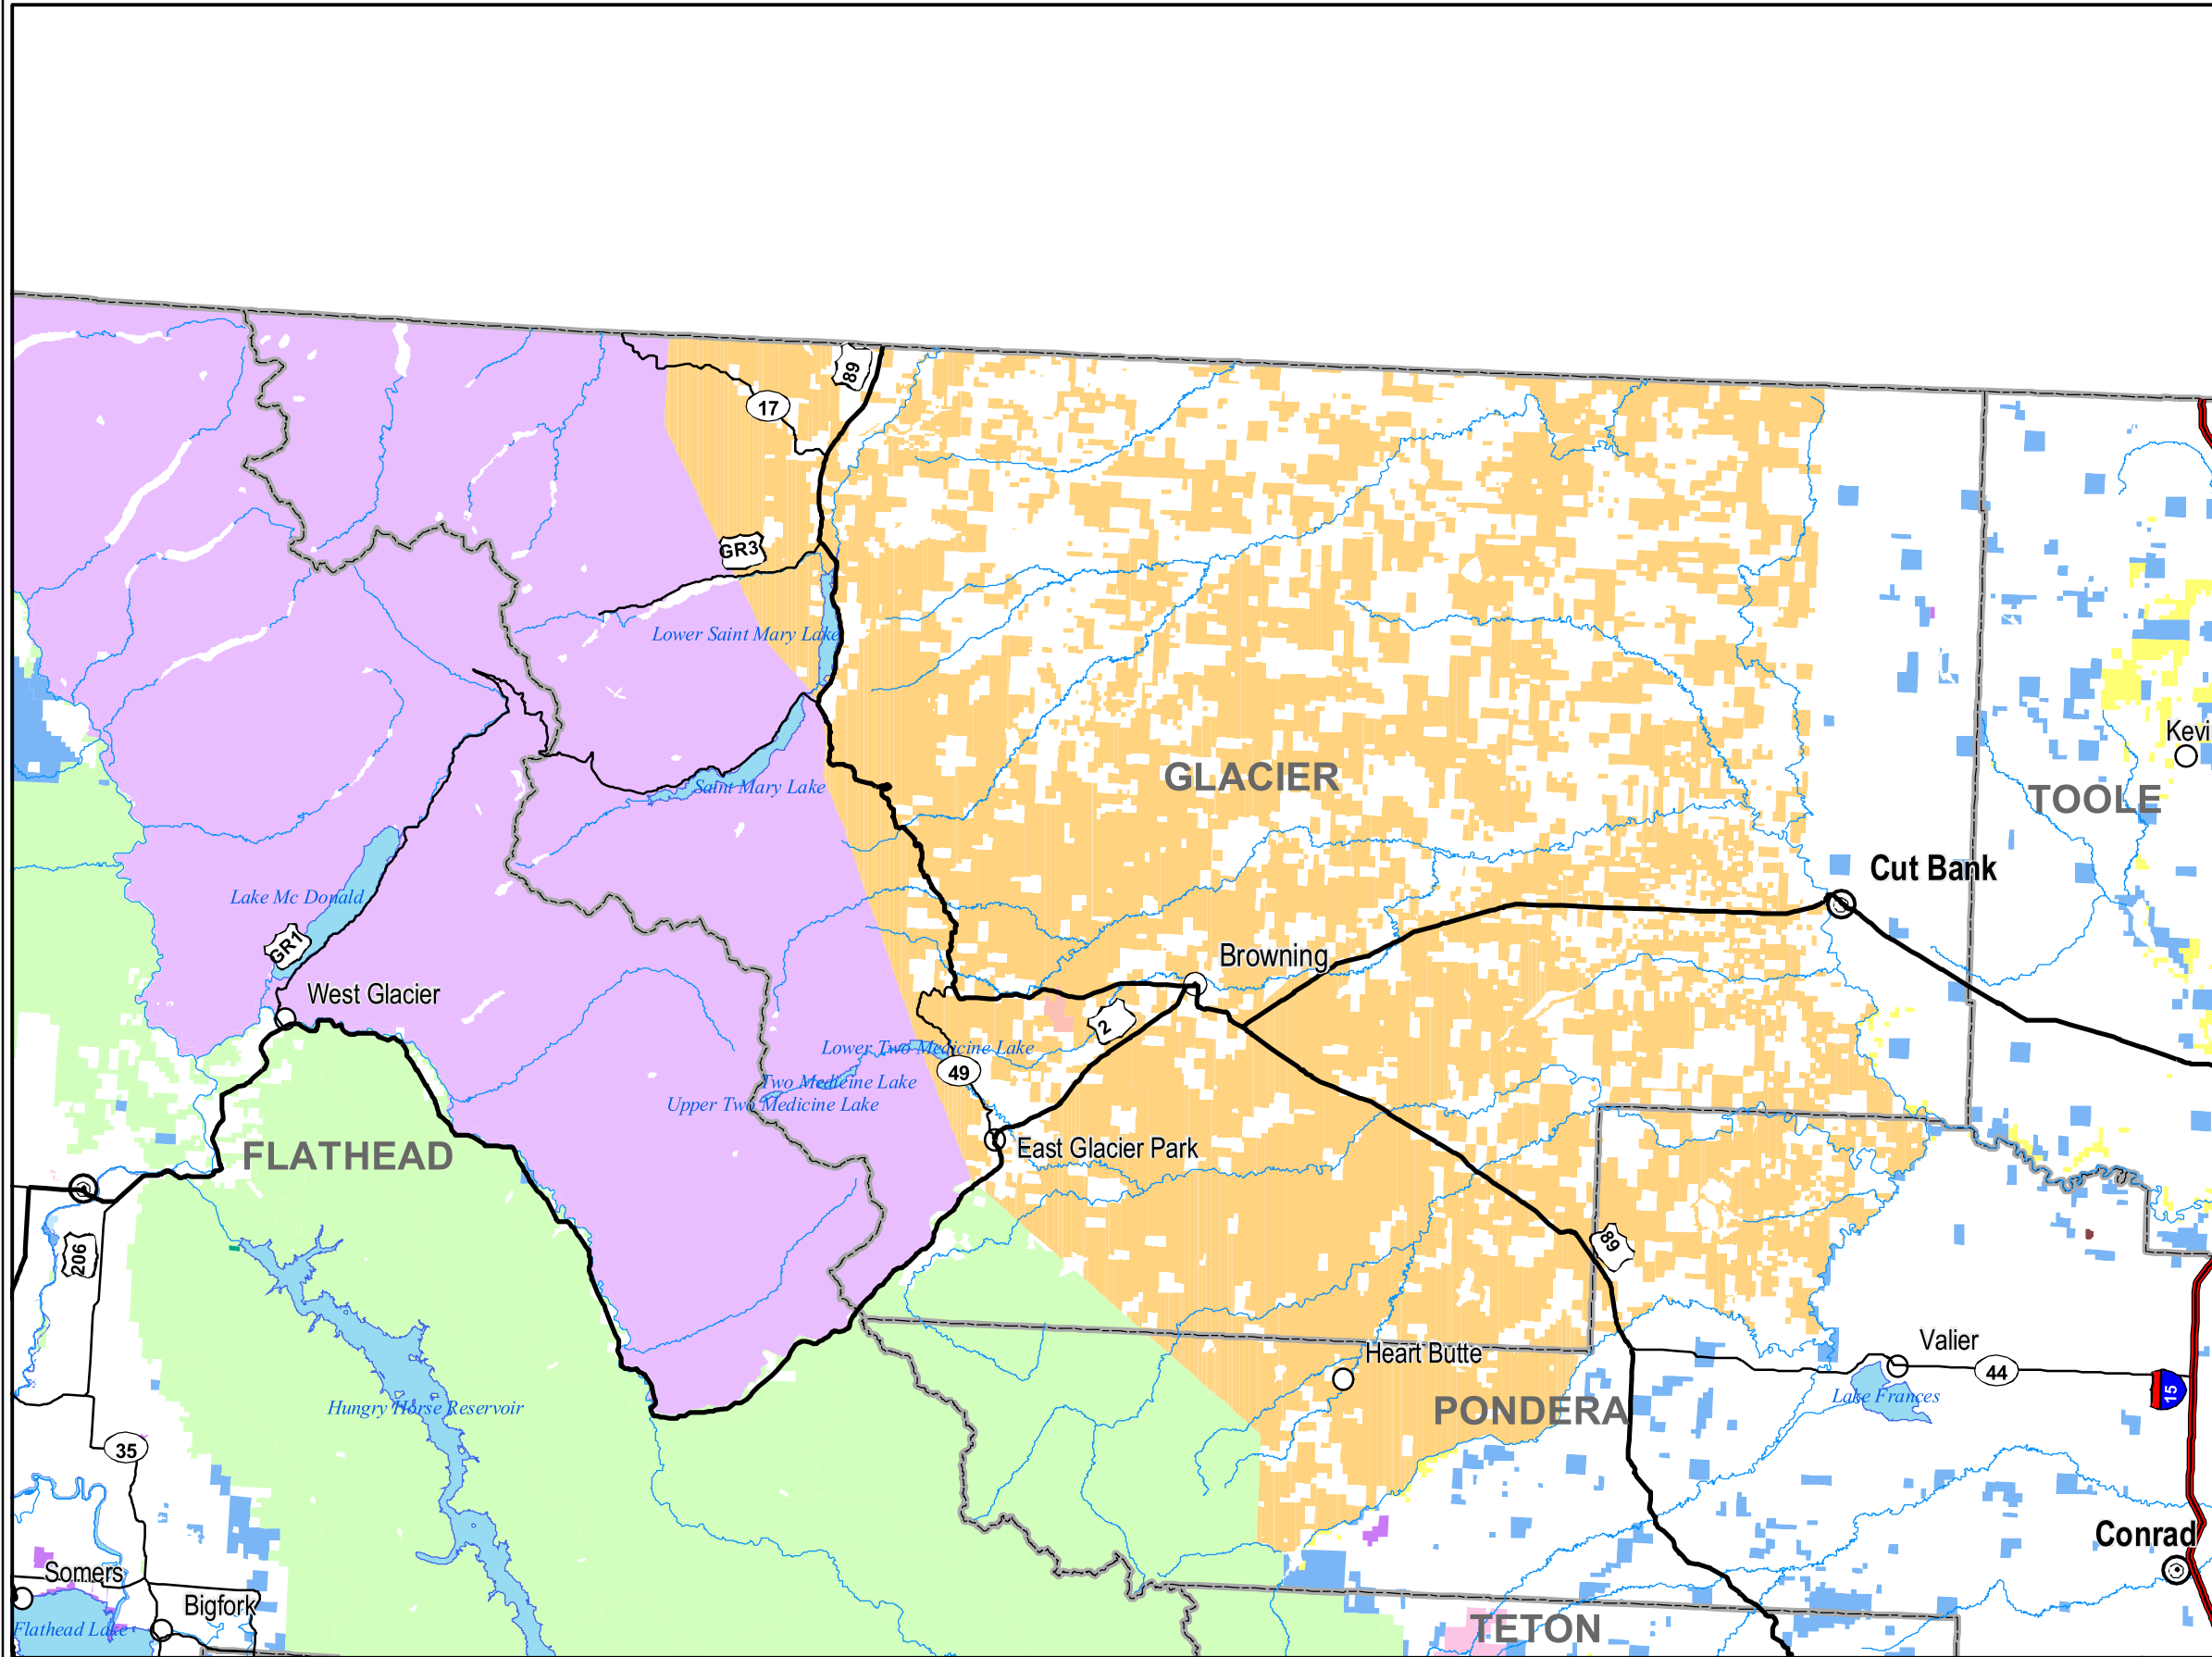 89
17
GR3
Lower Saint Mary Lake
Kevi
GLACIER
Saint Mary Lake
TOOLE
Cut Bank
Lake Mc Donald
GR1
Browning
West Glacier
2
Lower Two Medicine Lake
49
Two Medicine Lake
Upper Two Medicine Lake
East Glacier Park
FLATHEAD
206
89
Valier
Heart Butte
44
15
Lake Frances
Hungry Horse Reservoir
PONDERA
35
Conrad
Somers
Bigfork
Flathead Lake
TETON